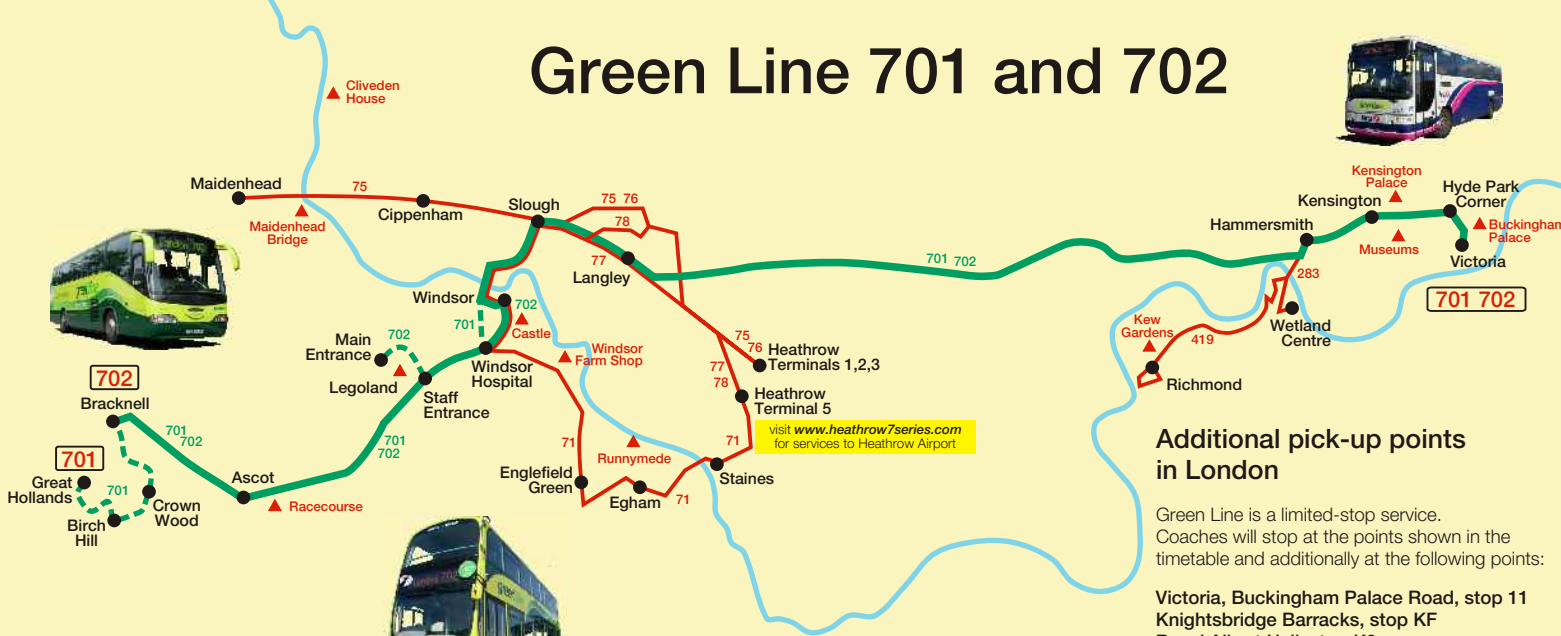 Green Line 701 and 702
Cliveden
House
Maidenhead
75
Cippenham
Maidenhead
Bridge
Slough
75 76
78
77
Langley
701 702
Hammersmith
Kensington
Kensington
Palace
Hyde Park
Corner
Museums
Buckingham
Palace
Victoria
701 702
283
Wetland
Centre
Kew
Gardens
419
Richmond
Windsor
702
701
Castle
Windsor
Farm Shop
Main
Entrance
702
Legoland
Windsor
Hospital
Staff
Entrance
75
76
Heathrow
Terminals 1,2,3
77
78
Heathrow
Terminal 5
visit www.heathrow7series.com
for services to Heathrow Airport
702
Bracknell
701
702
701
702
701
Great
Hollands
701
Birch
Hill
Crown
Wood
Ascot
Racecourse
71
Englefield
Green
Runnymede
Egham
71
71
Staines
Additional pick-up points
in London
Green Line is a limited-stop service.
Coaches will stop at the points shown in the
timetable and additionally at the following points:
Victoria, Buckingham Palace Road, stop 11
Knightsbridge Barracks, stop KF